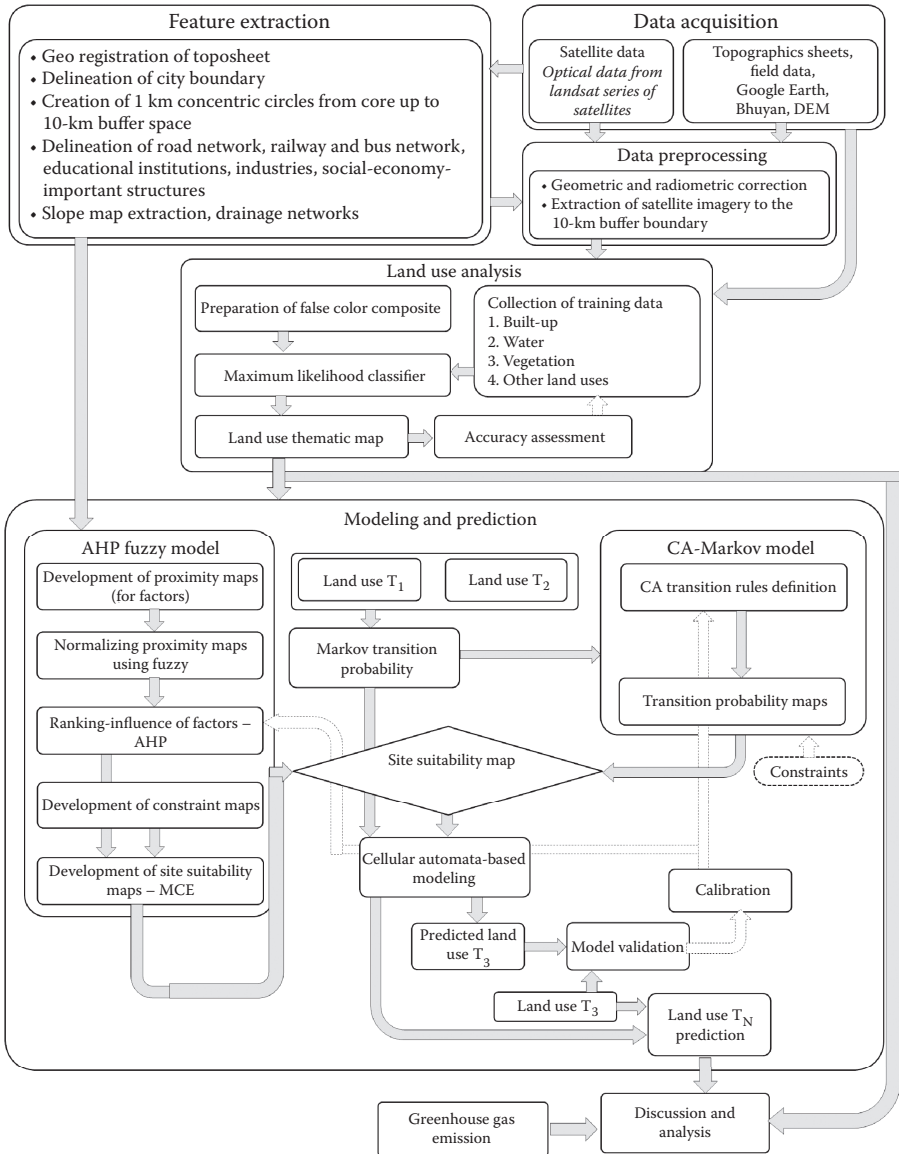 Feature extraction
• Geo registration of toposheet
• Delineation of city boundary
• Creation of 1 km concentric circles from core up to
10-km buffer space
• Delineation of road network, railway and bus network,
educational institutions, industries, social-economy-
important structures
• Slope map extraction, drainage networks
Data acquisition
Satellite data
Optical data from
landsat series of
satellites
Topographics sheets,
field data,
Google Earth,
Bhuyan, DEM
Data preprocessing
• Geometric and radiometric correction
• Extraction of satellite imagery to the
10-km buffer boundary
Land use analysis
Preparation of false color composite
Maximum likelihood classifier
Land use thematic map
Collection of training data
1. Built-up
2. Water
3. Vegetation
4. Other land uses
Accuracy assessment
Modeling and prediction
AHP fuzzy model
Development of proximity maps
(for factors)
Normalizing proximity maps
using fuzzy
Ranking-influence of factors –
AHP
Development of constraint maps
Development of site suitability
maps – MCE
Land use T1
Land use T2
Markov transition
probability
CA-Markov model
CA transition rules definition
Transition probability maps
Constraints
Site suitability map
Cellular automata-based
modeling
Predicted land
use T3
Model validation
Calibration
Land use T3
Land use TN
prediction
Greenhouse gas
emission
Discussion and
analysis